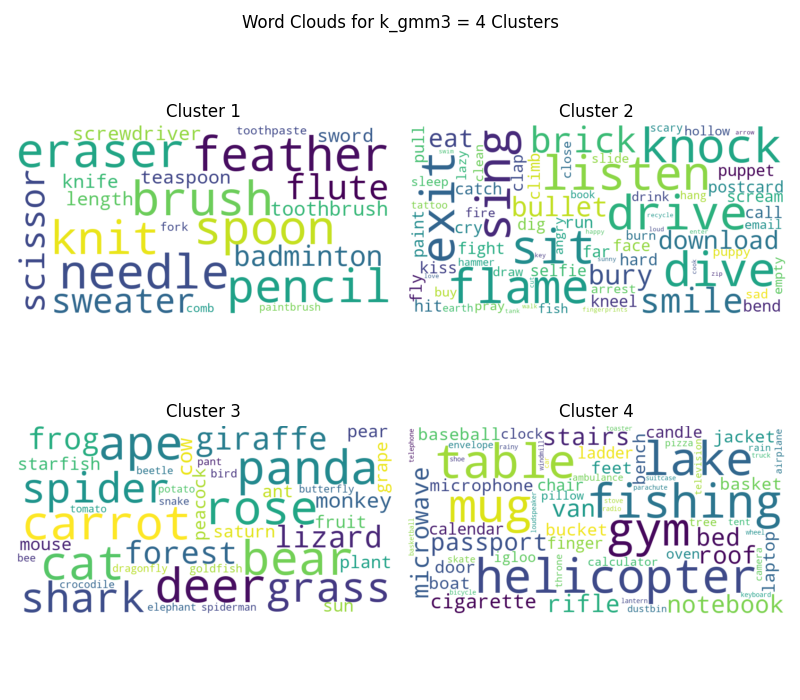 Word Clouds for k_gmm3 = 4 Clusters
Cluster 1
screwdriver toothpaste sword
eraser feather
knife teaspoon flute
length brush toothbrush
scissor knit fork spoon
needle badminton
sweater comb pencil
paintbrush
Cluster 2
pull eat lazy clean sing clap climb brick slide close scary hollow arrow knock
swim sleep catch listen book drink hang puppet postcard scream
tattoo exit fire bullet drive recycle loud call email
paint cry dig angry run happy burn enter download
fight sit far face puppy
hammer key sunny hard cook dive empty
fly kiss love draw selfie bury zip
buy flame cut arrest kneel smile sad
hit earth pray tank walk fish fingerprints bend
Cluster 3
frog ape cow giraffe pear
starfish beetle pant bird panda grape
spider potato peacock ant butterfly monkey
tomato snake rose
carrot saturn fruit lizard
mouse cat forest bear plant
bee dragonfly goldfish
crocodile deer grass
shark elephant spiderman sun
Cluster 4
telephone baseball clock stairs toaster candle jacket
envelope rainy windmill ladder bench pizza rain airplane
shoe table feet lake television truck
microwave microphone ambulance chair suitcase basket
mug pillow parachute fishing
loudspeaker van stove radio
basketball calendar bucket gym tree tent wheel
passport finger bed laptop
skate igloo oven roof camera
door throne calculator
boat helicopter keyboard
bicycle lantern
cigarette rifle dustbin notebook